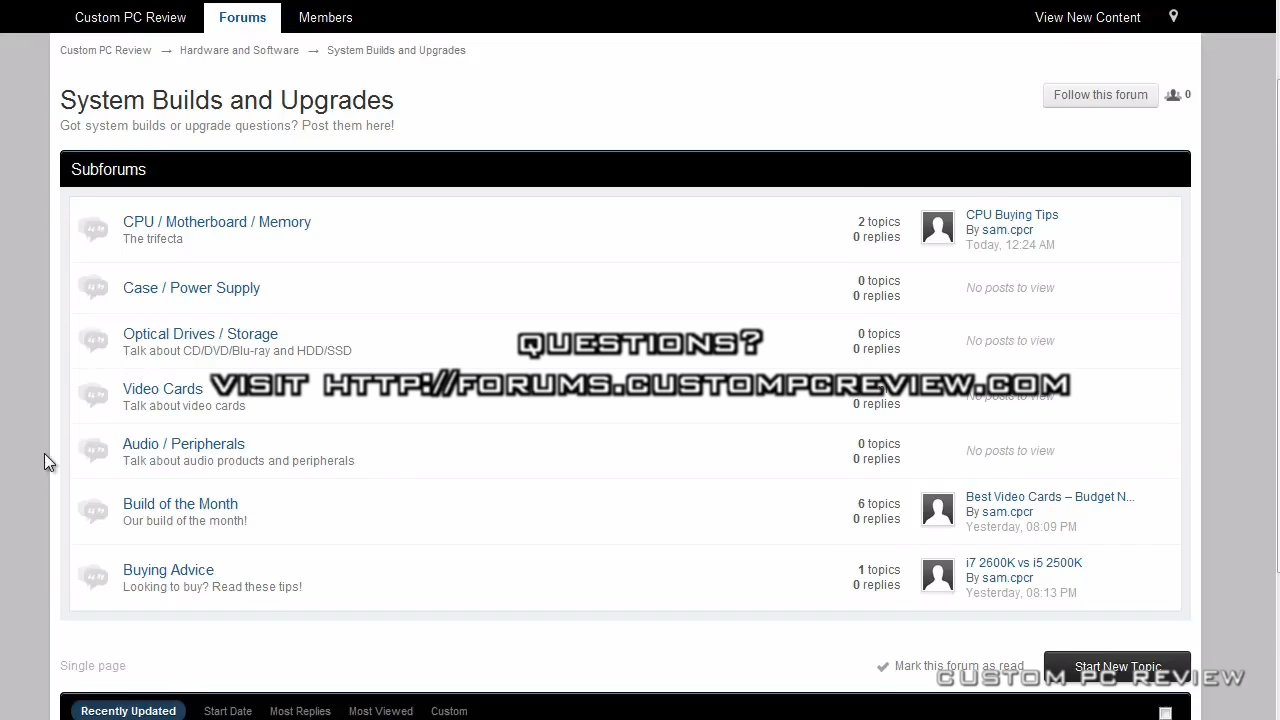 Custom PC Review Forums Members View New Content
Custom PC Review → Hardware and Software → System Builds and Upgrades
System Builds and Upgrades
Follow this forum 0
Got system builds or upgrade questions? Post them here!
Subforums
CPU / Motherboard / Memory
The trifecta
2 topics
0 replies
CPU Buying Tips
By sam.cpcr
Today, 12:24 AM
Case / Power Supply
0 topics
0 replies
No posts to view
Optical Drives / Storage
Talk about CD/DVD/Blu-ray and HDD/SSD
0 topics
0 replies
No posts to view
QUESTIONS?
VISIT HTTP://FORUMS.CUSTOMPCREVIEW.COM
Video Cards
Talk about video cards
0 replies
No posts to view
Audio / Peripherals
Talk about audio products and peripherals
0 topics
0 replies
No posts to view
Build of the Month
Our build of the month!
6 topics
0 replies
Best Video Cards – Budget N...
By sam.cpcr
Yesterday, 08:09 PM
Buying Advice
Looking to buy? Read these tips!
1 topics
0 replies
i7 2600K vs i5 2500K
By sam.cpcr
Yesterday, 08:13 PM
Single page
Mark this forum as read
Start New Topic
CUSTOM PC REVIEW
Recently Updated Start Date Most Replies Most Viewed Custom